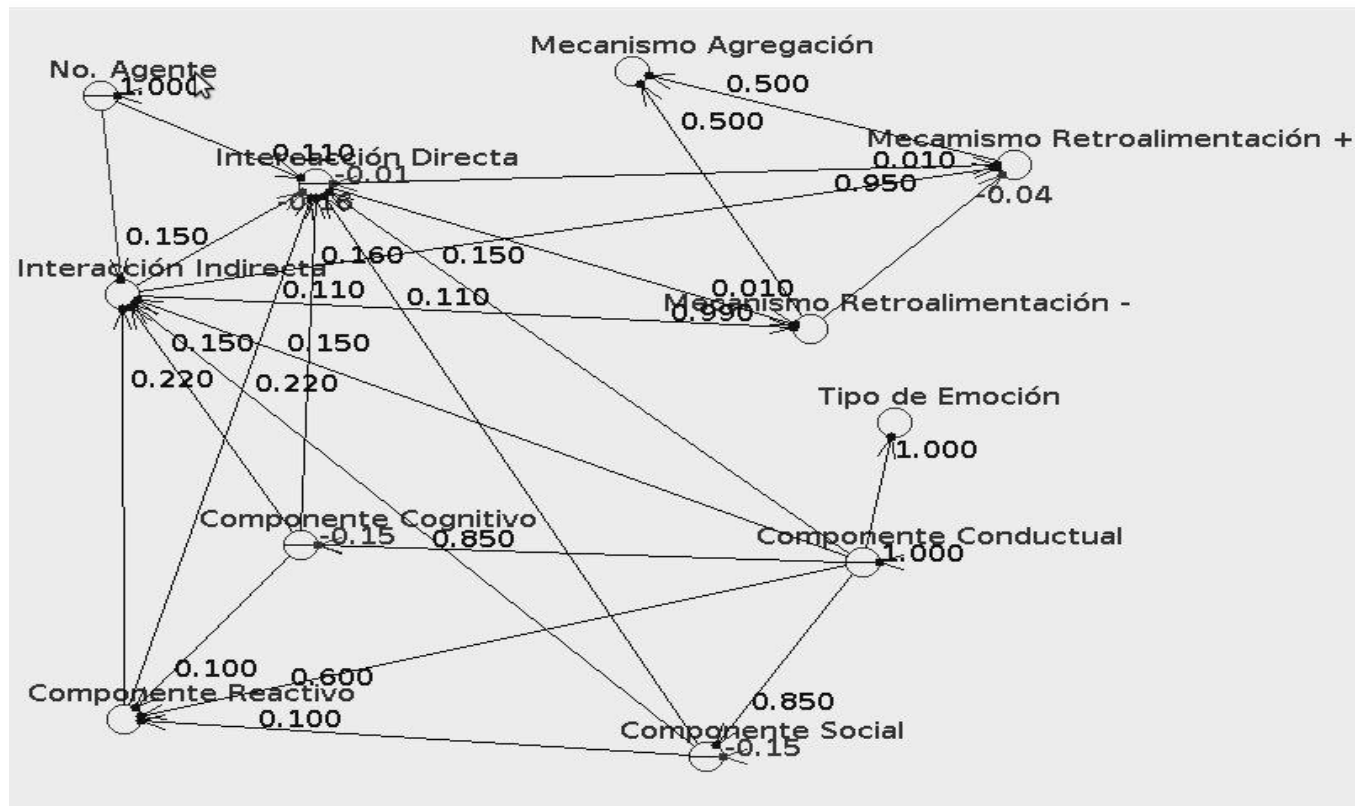 Mecanismo Agregación
No. Agente
1.000
0.500
0.500
Mecamismo Retroalimentación +
0.110
Intereacción Directa
0.010
-0.01
0.950
-0.04
-0.16
0.150
0.160
0.150
Interacción Indirecta
0.110
0.110
0.010
Mecanismo Retroalimentación -
0.990
0.150
0.150
0.220
0.220
Tipo de Emoción
1.000
Componente Cognitivo
-0.15
0.850
Componente Conductual
1.000
0.100
0.600
Componente Reactivo
0.100
0.850
Componente Social
-0.15